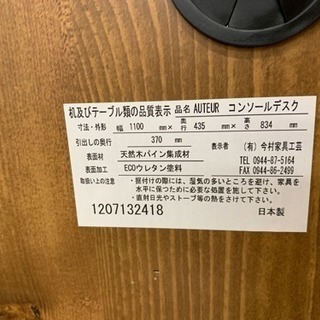 机及びテーブル類の品質表示 品名 AUTEUR コンソールデスク
寸法・外形 幅 1100 mm× 奥行 435 mm× 高さ 834 mm
引出しの奥行 370 mm
表面材 天然木パイン集成材
表面加工 ECOウレタン塗料
(有)今村家具工芸
TEL 0944-87-5164
FAX 0944-86-2499
取扱い上の注意
・据付けの際には、湿気の多いところを避け、家具を水平に保つために必要な処置を施して下さい。
・直射日光やストーブ等の熱をさけてください。
1207132418
日本製